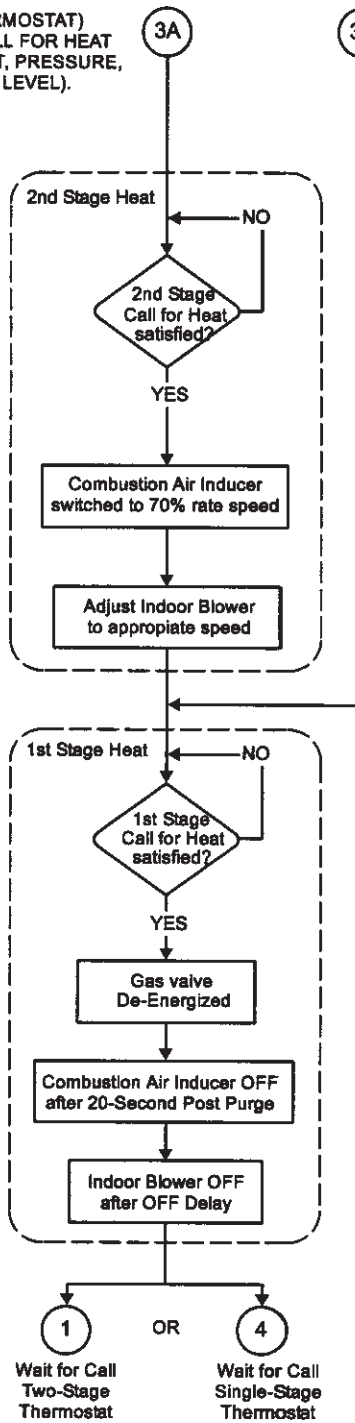 RMOSTAT)
LL FOR HEAT
T, PRESSURE,
LEVEL).
3A
3
2nd Stage Heat
NO
2nd Stage
Call for Heat
satisfied?
YES
Combustion Air Inducer
switched to 70% rate speed
Adjust Indoor Blower
to appropiate speed
1st Stage Heat
NO
1st Stage
Call for Heat
satisfied?
YES
Gas valve
De-Energized
Combustion Air Inducer OFF
after 20-Second Post Purge
Indoor Blower OFF
after OFF Delay
1
OR
4
Wait for Call
Two-Stage
Thermostat
Wait for Call
Single-Stage
Thermostat